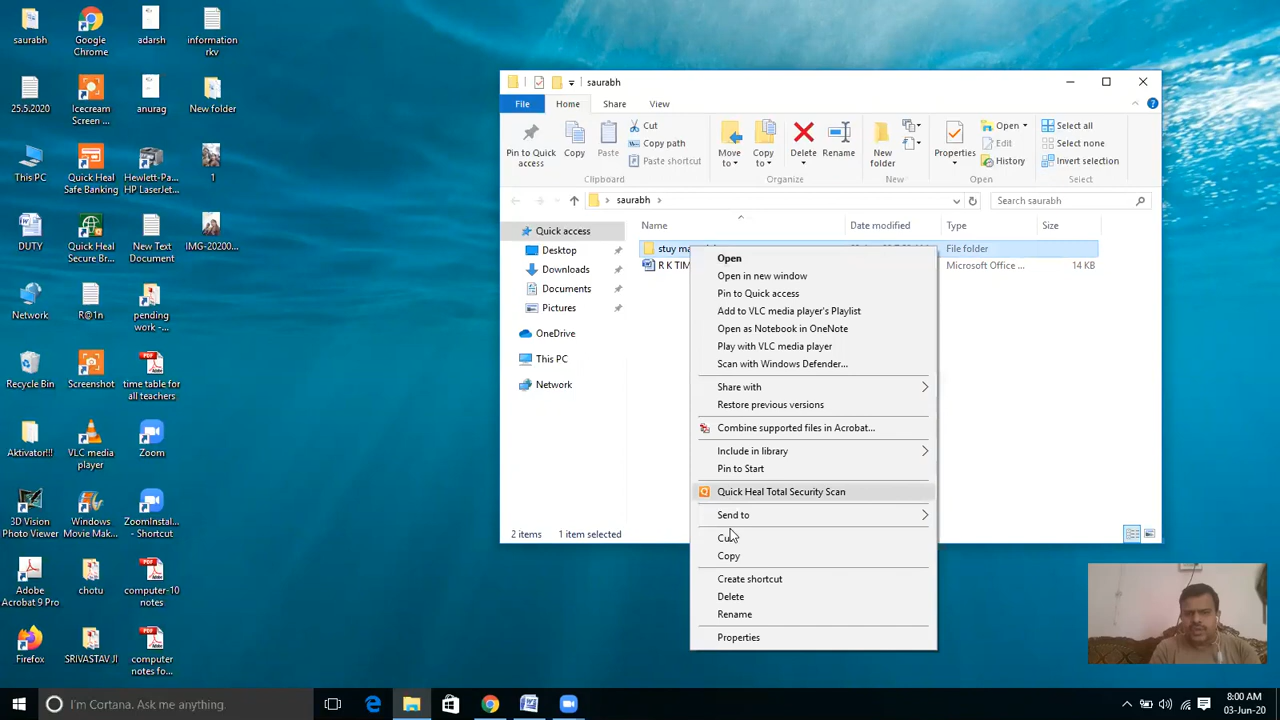 saurabh
Google
Chrome
adarsh
information
rkv
25.5.2020
Icecream
Screen ...
anurag
New folder
This PC
Quick Heal
Safe Banking
Hewlett-Pa...
HP LaserJet...
1
DUTY
Quick Heal
Secure Bro...
New Text
Document
IMG-20200...
Network
R@1n
pending
work - ...
Recycle Bin
Screenshot
time table
for all
teachers
Aktivator!!!
VLC media
player
Zoom
3D Vision
Photo Viewer
Windows
Movie Mak...
ZoomInstal...
- Shortcut
Adobe
Acrobat 9 Pro
chotu
computer-10
notes
Firefox
SRIVASTAV JI
computer
notes fo...
saurabh
File
Home
Share
View
Pin to Quick
access
Copy
Paste
Cut
Copy path
Paste shortcut
Clipboard
Move
to
Copy
to
Delete
Rename
Organize
New
folder
New
Properties
Open
Edit
History
Open
Select all
Select none
Invert selection
Select
saurabh
Search saurabh
Quick access
Desktop
Downloads
Documents
Pictures
OneDrive
This PC
Network
Name
Date modified
Type
Size
stuy
File folder
R K
Microsoft Office ...
14 KB
2 items
1 item selected
Open
Open in new window
Pin to Quick access
Add to VLC media player's Playlist
Open as Notebook in OneNote
Play with VLC media player
Scan with Windows Defender...
Share with
Restore previous versions
Combine supported files in Acrobat...
Include in library
Pin to Start
Quick Heal Total Security Scan
Send to
Cut
Copy
Create shortcut
Delete
Rename
Properties
I'm Cortana. Ask me anything.
8:00 AM
03-Jun-20